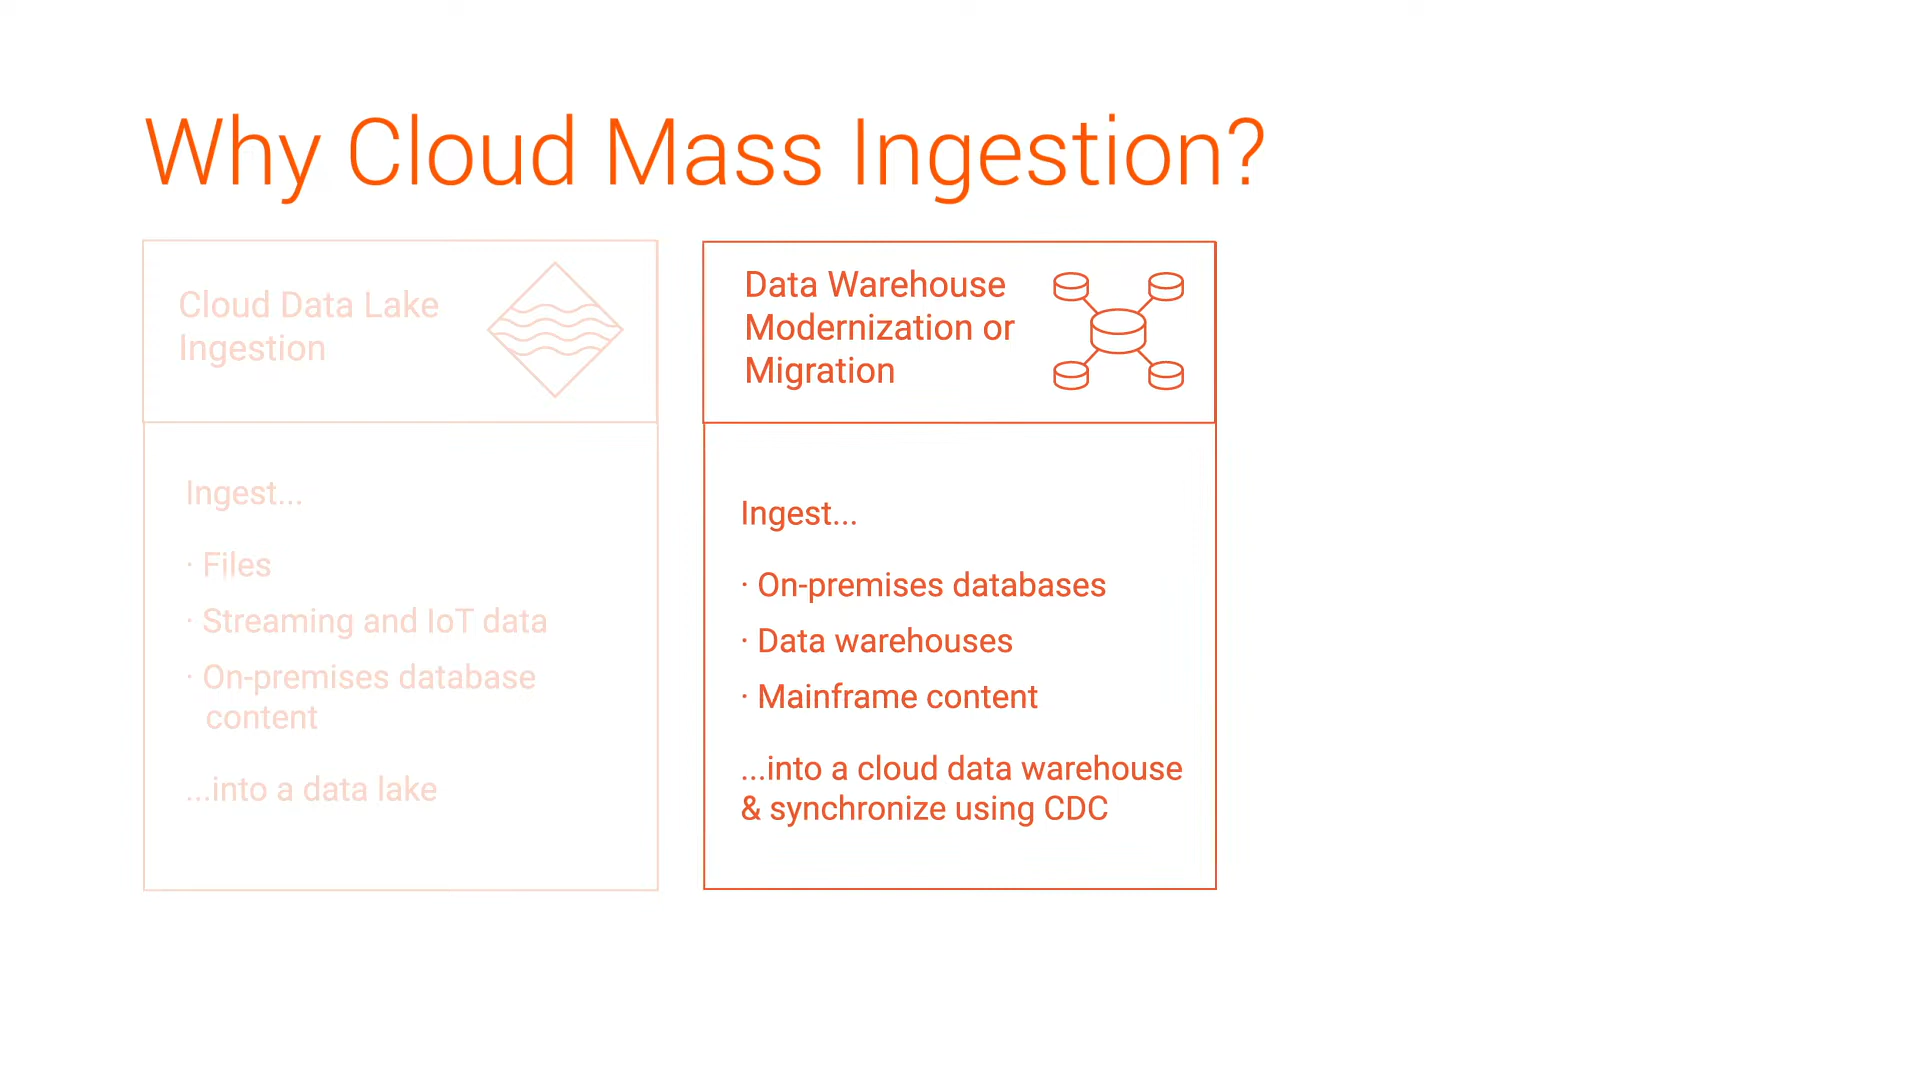 Why Cloud Mass Ingestion?
Cloud Data Lake
Ingestion
Ingest...
· Files
· Streaming and IoT data
· On-premises database
content
...into a data lake
Data Warehouse
Modernization or
Migration
Ingest...
· On-premises databases
· Data warehouses
· Mainframe content
...into a cloud data warehouse
& synchronize using CDC